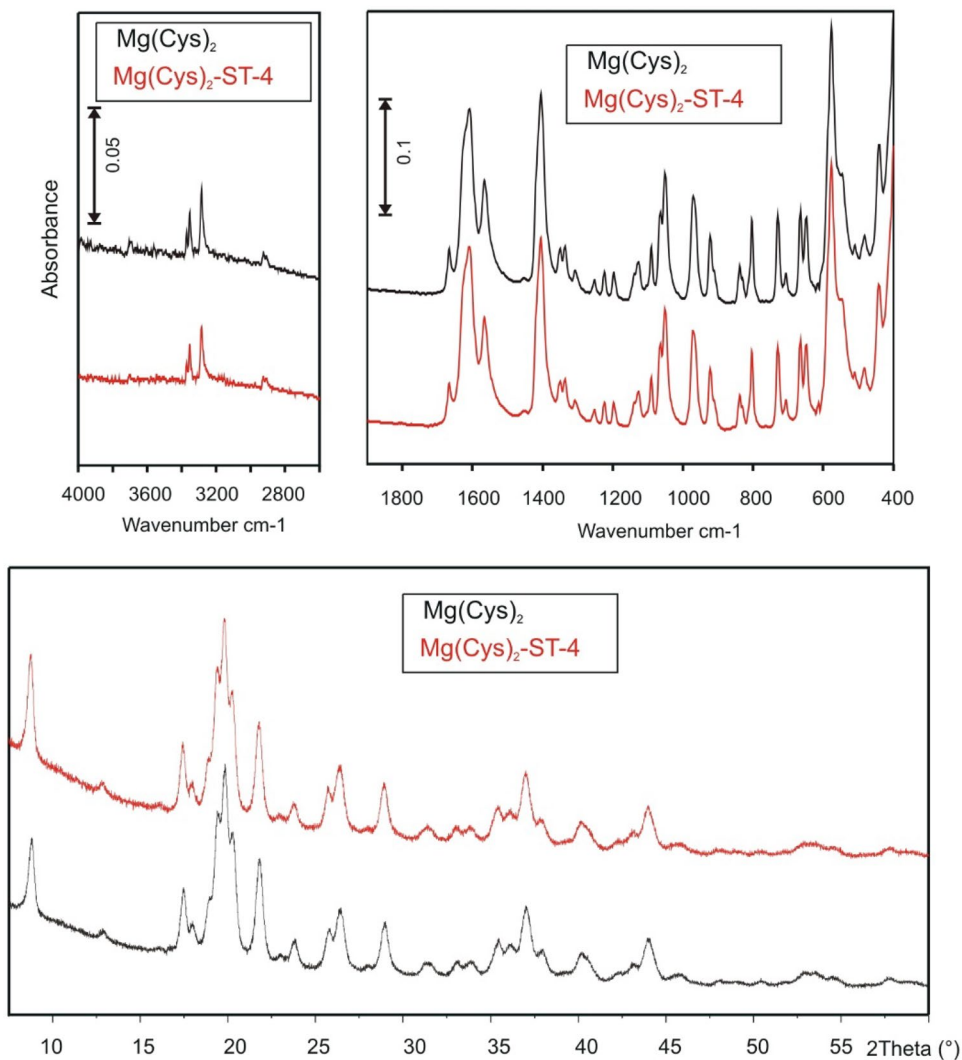 Mg(Cys)₂
Mg(Cys)₂-ST-4
0.05
Absorbance
4000 3600 3200 2800
Wavenumber cm-1
Mg(Cys)₂
Mg(Cys)₂-ST-4
0.1
1800 1600 1400 1200 1000 800 600 400
Wavenumber cm-1
Mg(Cys)₂
Mg(Cys)₂-ST-4
10 15 20 25 30 35 40 45 50 55 2Theta (°)